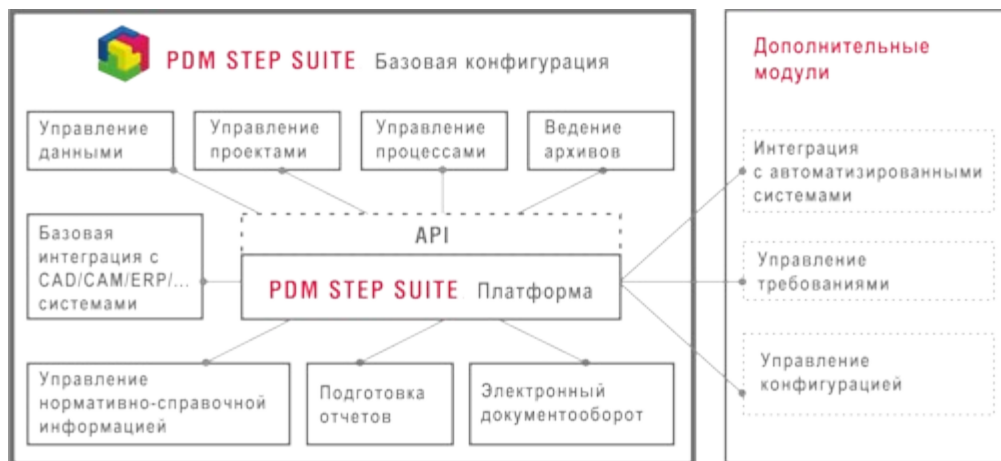 PDM STEP SUITE Базовая конфигурация
Управление
данными
Управление
проектами
Управление
процессами
Ведение
архивов
API
Базовая
интеграция с
CAD/CAM/ERP/...
системами
PDM STEP SUITE Платформа
Управление
нормативно-справочной
информацией
Подготовка
отчетов
Электронный
документооборот
Дополнительные
модули
Интеграция
с автоматизированными
системами
Управление
требованиями
Управление
конфигурацией